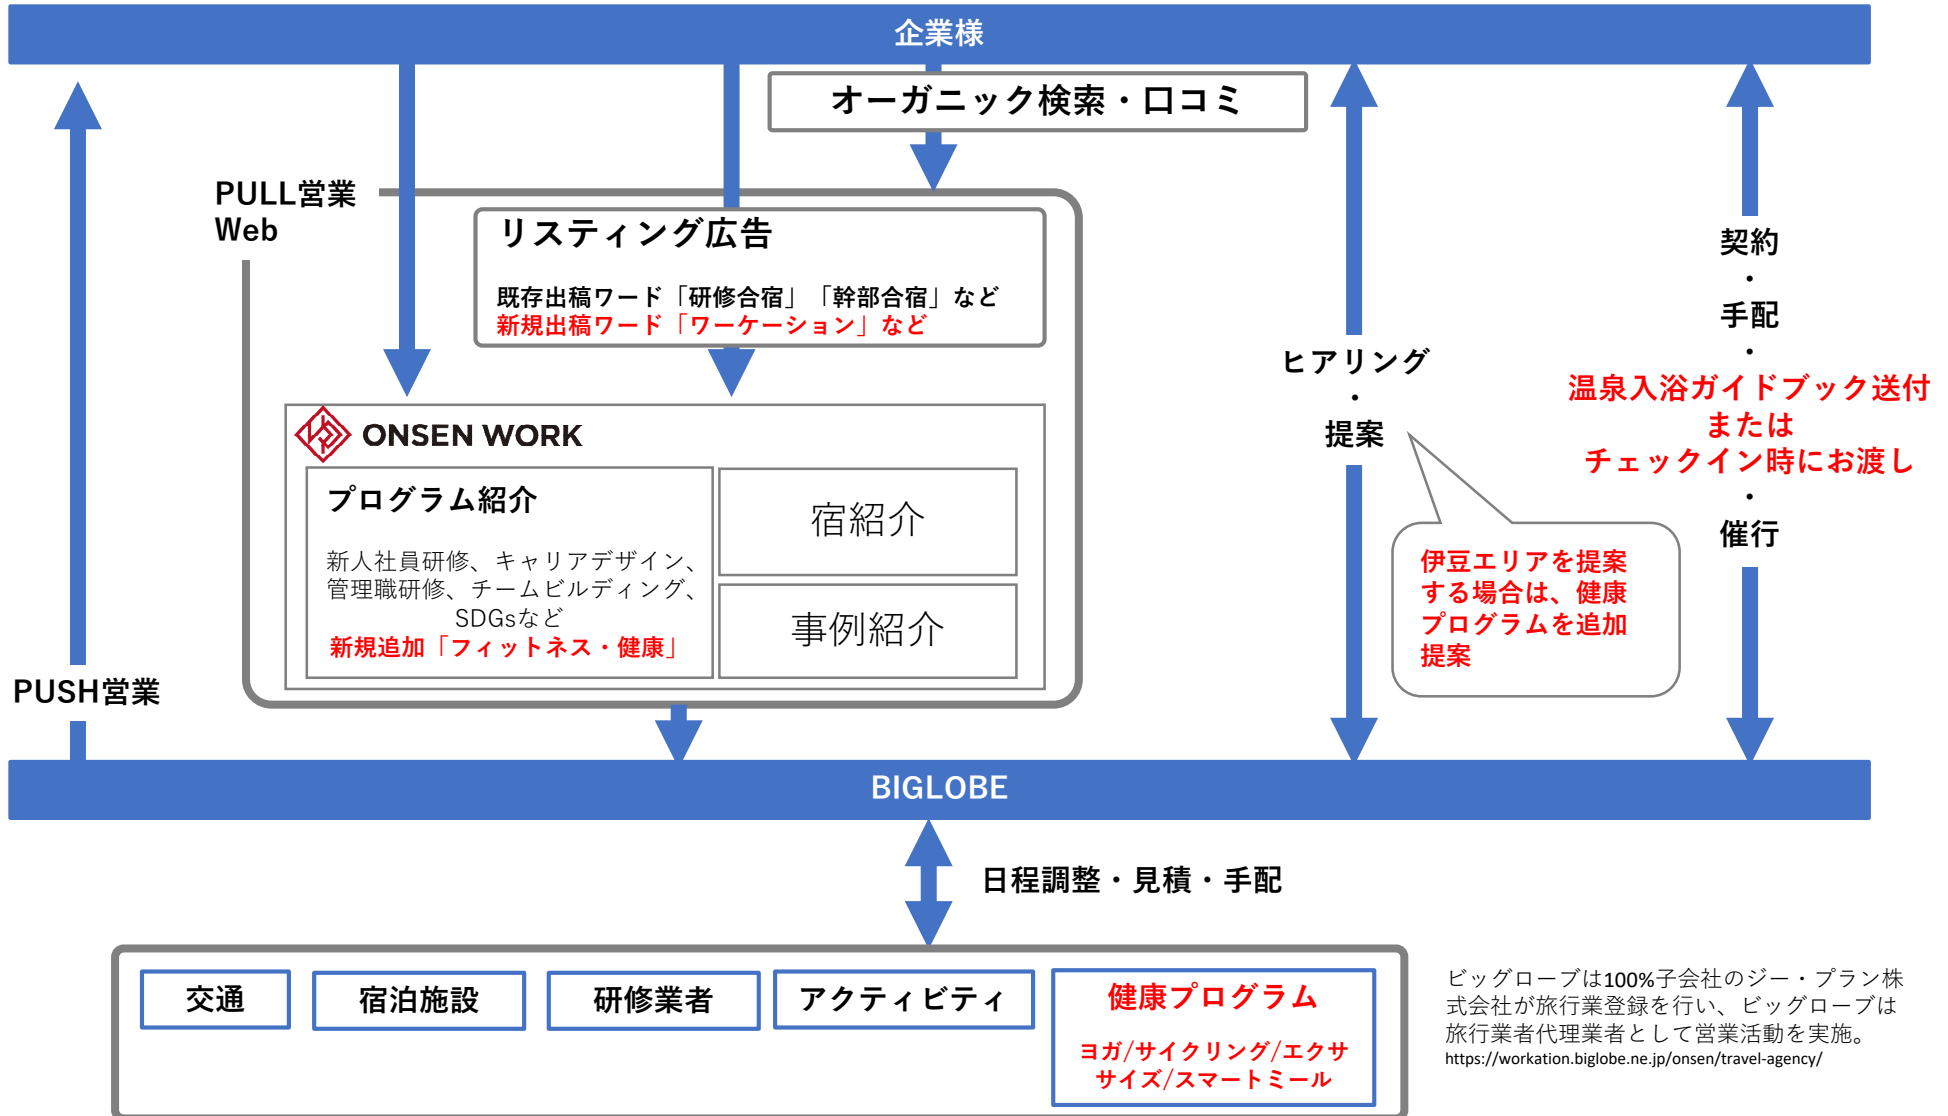 企業様
オーガニック検索・口コミ
PULL営業
Web
リスティング広告
既存出稿ワード「研修合宿」「幹部合宿」など
新規出稿ワード「ワーケーション」など
ONSEN WORK
プログラム紹介
新人社員研修、キャリアデザイン、
管理職研修、チームビルディング、
SDGsなど
新規追加「フィットネス・健康」
宿紹介
事例紹介
PUSH営業
ヒアリング
・
提案
伊豆エリアを提案
する場合は、健康
プログラムを追加
提案
契約
・
手配
・
温泉入浴ガイドブック送付
または
チェックイン時にお渡し
・
催行
BIGLOBE
日程調整・見積・手配
交通
宿泊施設
研修業者
アクティビティ
健康プログラム
ヨガ/サイクリング/エクサ
サイズ/スマートミール
ビッグローブは100%子会社のジー・プラン株
式会社が旅行業登録を行い、ビッグローブは
旅行業者代理業者として営業活動を実施。
https://workation.biglobe.ne.jp/onsen/travel-agency/